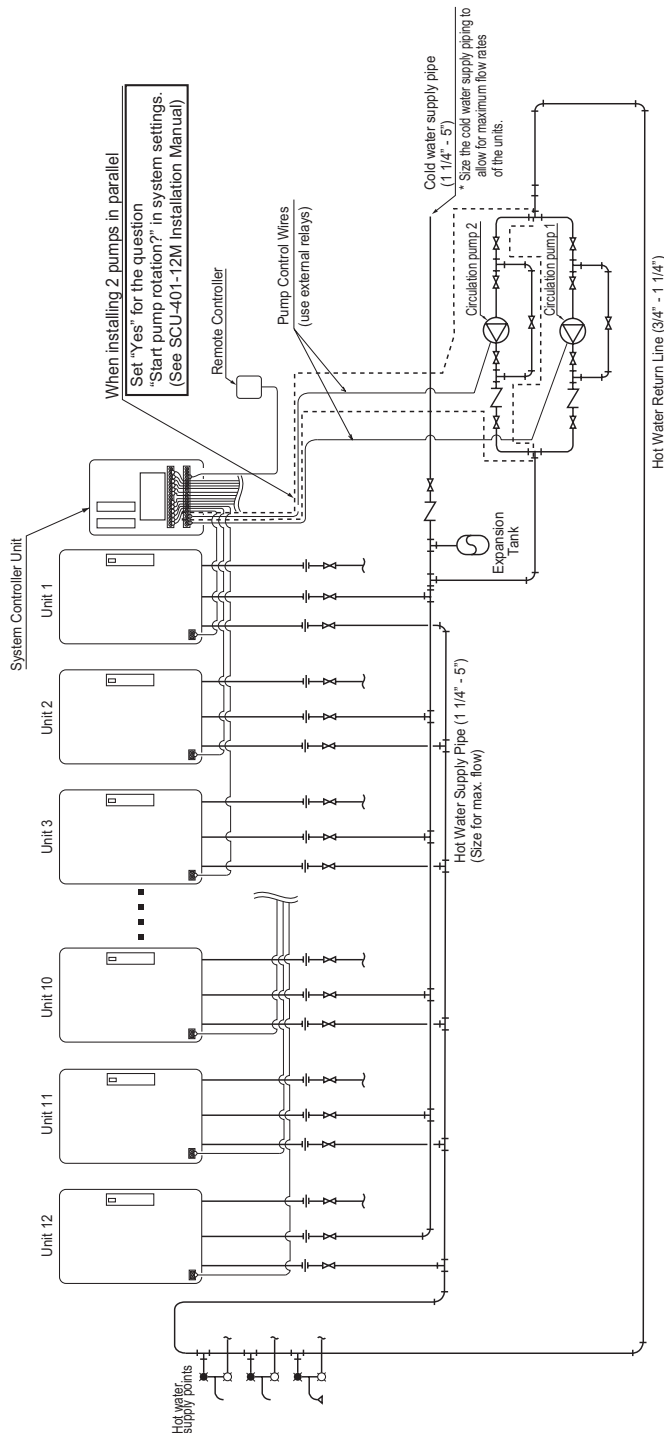 System Controller Unit
When installing 2 pumps in parallel
Set “Yes” for the question
“Start pump rotation?” in system settings.
(See SCU-401-12M Installation Manual)
Remote Controller
Pump Control Wires
(use external relays)
Cold water supply pipe
(1 1/4” - 5”)
* Size the cold water supply piping to
allow for maximum flow rates
of the units.
Unit 12
Unit 11
Unit 10
Unit 3
Unit 2
Unit 1
Circulation pump 2
Circulation pump 1
Expansion
Tank
Hot Water Supply Pipe (1 1/4” - 5”)
(Size for max. flow)
Hot water
supply points
Hot Water Return Line (3/4” - 1 1/4”)